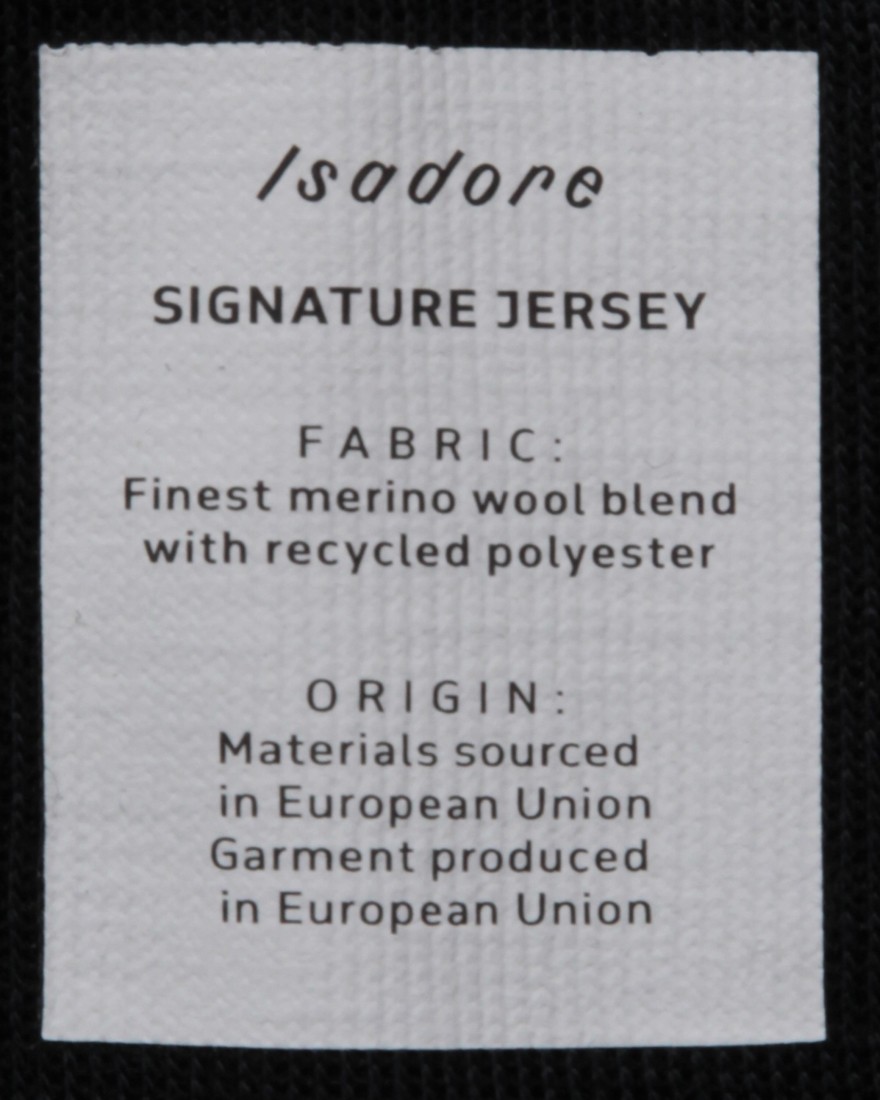 Isadore
SIGNATURE JERSEY
FABRIC:
Finest merino wool blend
with recycled polyester
ORIGIN:
Materials sourced
in European Union
Garment produced
in European Union